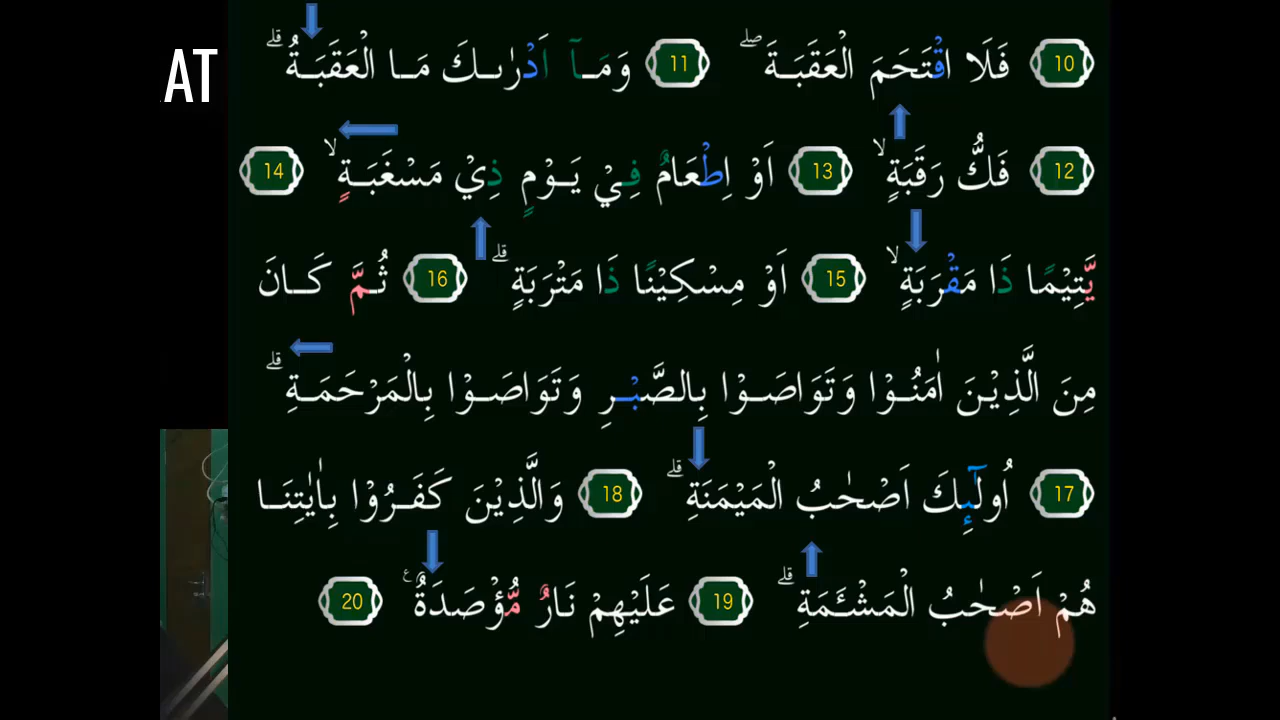 AT
10 فَلَا اقْتَحَمَ الْعَقَبَةَ ۖ 11 وَمَآ اَدْرٰىكَ مَا الْعَقَبَةُ ۗ
12 فَكُّ رَقَبَةٍ ۙ 13 اَوْ اِطْعَامٌ فِيْ يَوْمٍ ذِيْ مَسْغَبَةٍ ۙ 14
يَّتِيْمًا ذَا مَقْرَبَةٍ ۙ 15 اَوْ مِسْكِيْنًا ذَا مَتْرَبَةٍ ۗ 16 ثُمَّ كَانَ
مِنَ الَّذِيْنَ اٰمَنُوْا وَتَوَاصَوْا بِالصَّبْرِ وَتَوَاصَوْا بِالْمَرْحَمَةِ ۗ
17 اُولٰۤىِٕكَ اَصْحٰبُ الْمَيْمَنَةِ ۗ 18 وَالَّذِيْنَ كَفَرُوْا بِاٰيٰتِنَا
هُمْ اَصْحٰبُ الْمَشْـَٔمَةِ ۗ 19 عَلَيْهِمْ نَارٌ مُّؤْصَدَةٌ ࣖ 20